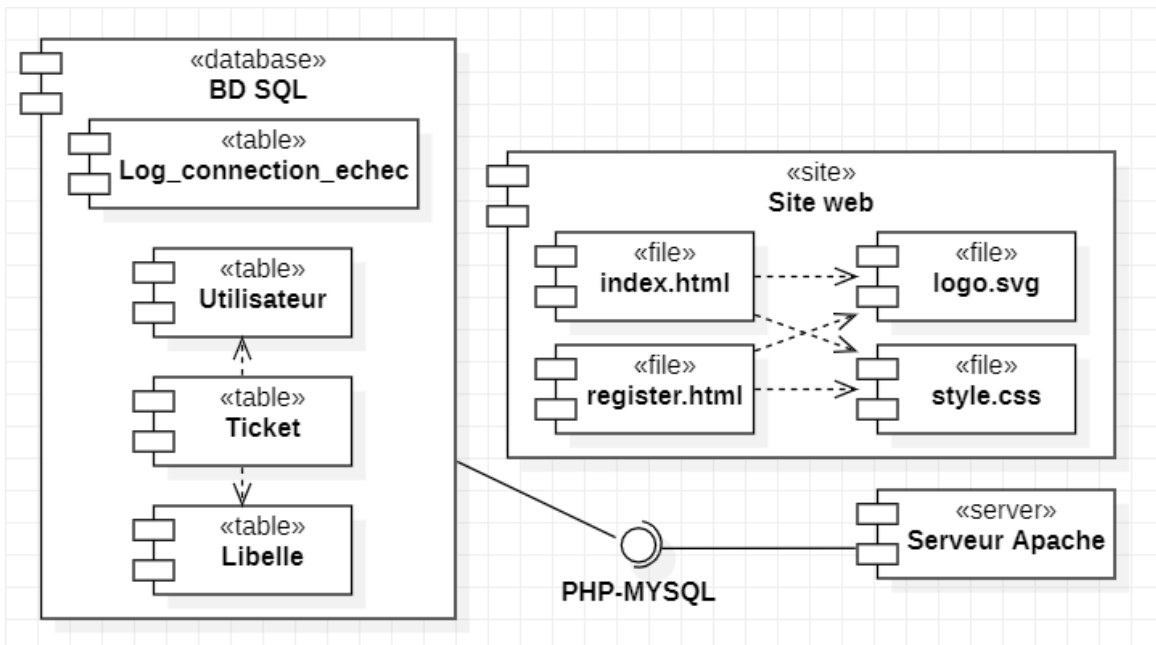 «database»
BD SQL
«table»
Log_connection_echec
«table»
Utilisateur
«table»
Ticket
«table»
Libelle
«site»
Site web
«file»
index.html
«file»
logo.svg
«file»
register.html
«file»
style.css
«server»
Serveur Apache
PHP-MYSQL